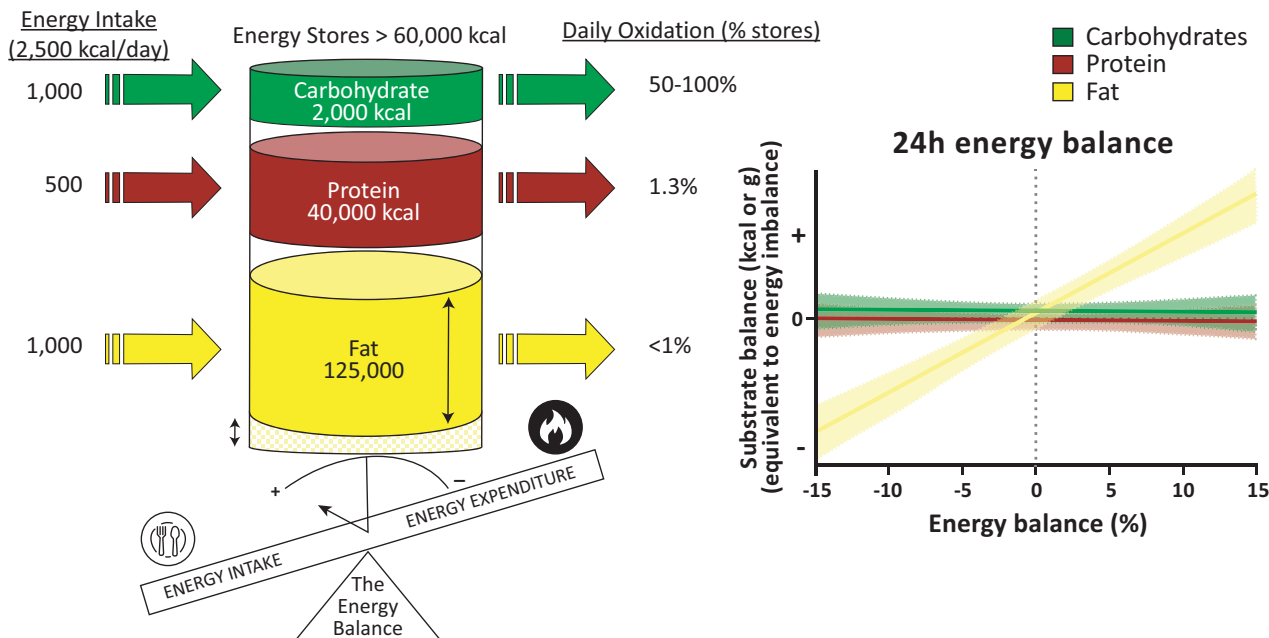 Energy Intake
(2,500 kcal/day)
Energy Stores > 60,000 kcal
Daily Oxidation (% stores)
1,000
Carbohydrate
2,000 kcal
50-100%
500
Protein
40,000 kcal
1.3%
1,000
Fat
125,000
<1%
+
–
ENERGY INTAKE
ENERGY EXPENDITURE
The
Energy
Balance
Carbohydrates
Protein
Fat
24h energy balance
Substrate balance (kcal or g)
(equivalent to energy imbalance)
+
0
-
-15
-10
-5
0
5
10
15
Energy balance (%)